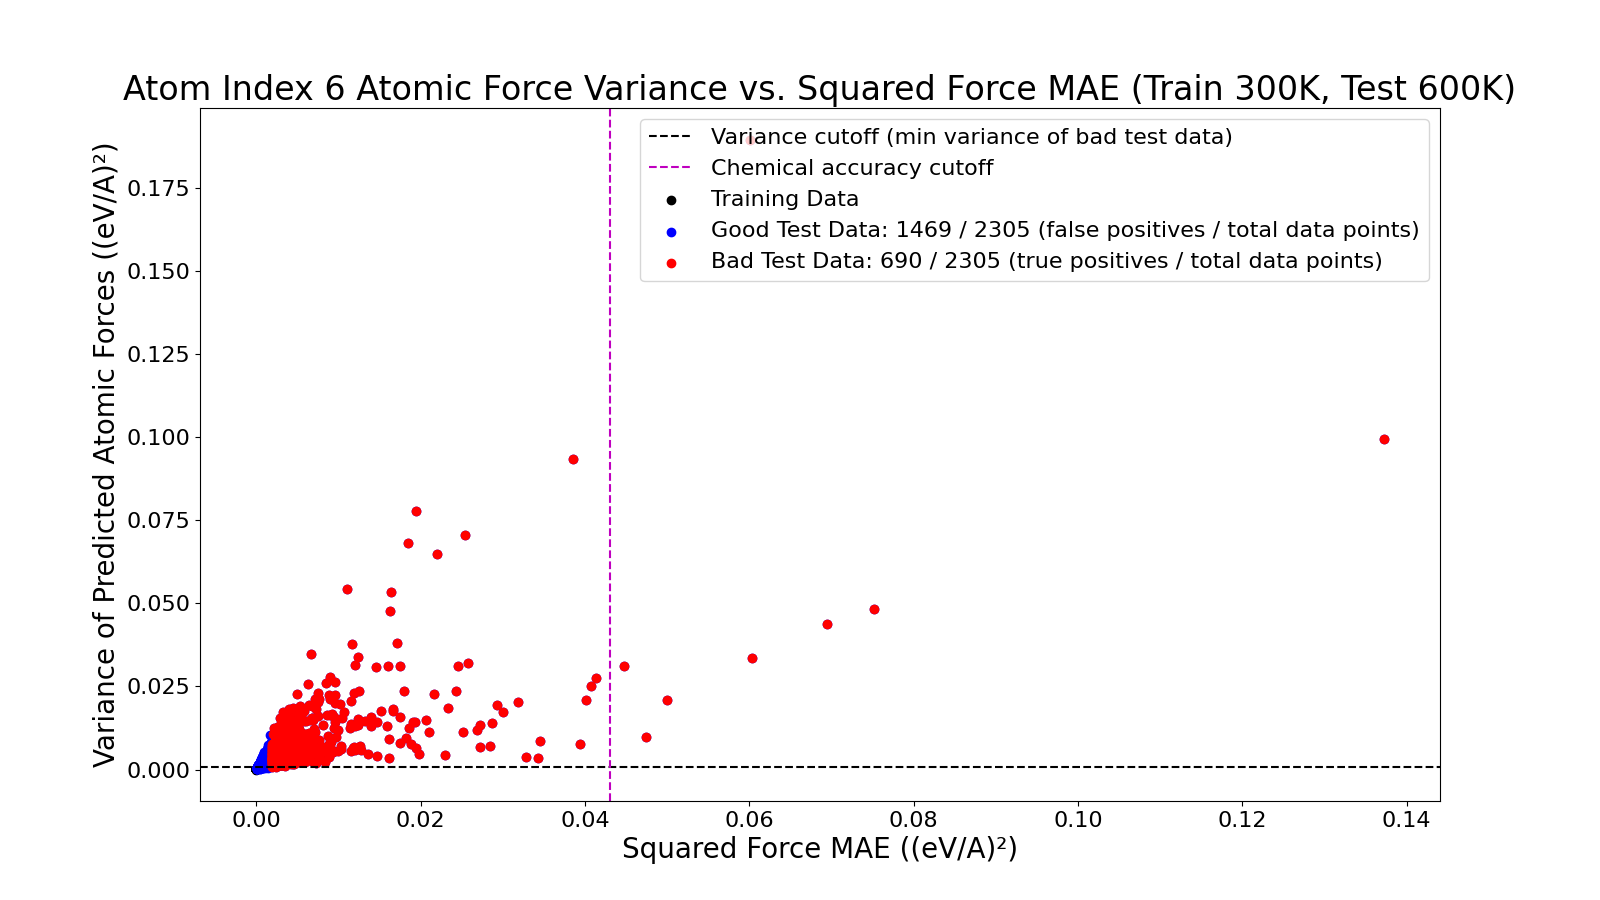 Atom Index 6 Atomic Force Variance vs. Squared Force MAE (Train 300K, Test 600K)
Variance cutoff (min variance of bad test data)
Chemical accuracy cutoff
Training Data
Good Test Data: 1469 / 2305 (false positives / total data points)
Bad Test Data: 690 / 2305 (true positives / total data points)
Variance of Predicted Atomic Forces ((eV/A)²)
0.175
0.150
0.125
0.100
0.075
0.050
0.025
0.000
0.00 0.02 0.04 0.06 0.08 0.10 0.12 0.14
Squared Force MAE ((eV/A)²)